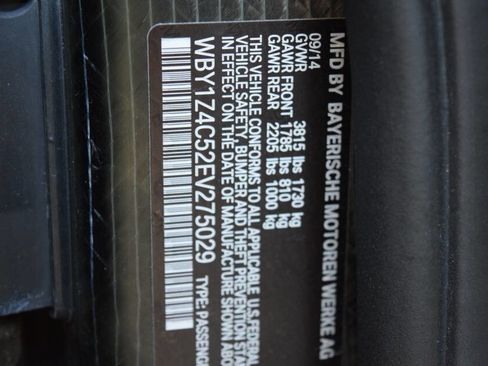 MFD BY BAYERISCHE MOTOREN WERKE AG
09/14
GVWR 3815 lbs 1730 kg
GAWR FRONT 1785 lbs 810 kg
GAWR REAR 2205 lbs 1000 kg
THIS VEHICLE CONFORMS TO ALL APPLICABLE U.S. FEDERAL
VEHICLE SAFETY, BUMPER AND THEFT PREVENTION STAN
IN EFFECT ON THE DATE OF MANUFACTURE SHOWN ABO
WBY1Z4C52EV275029 TYPE: PASSENG